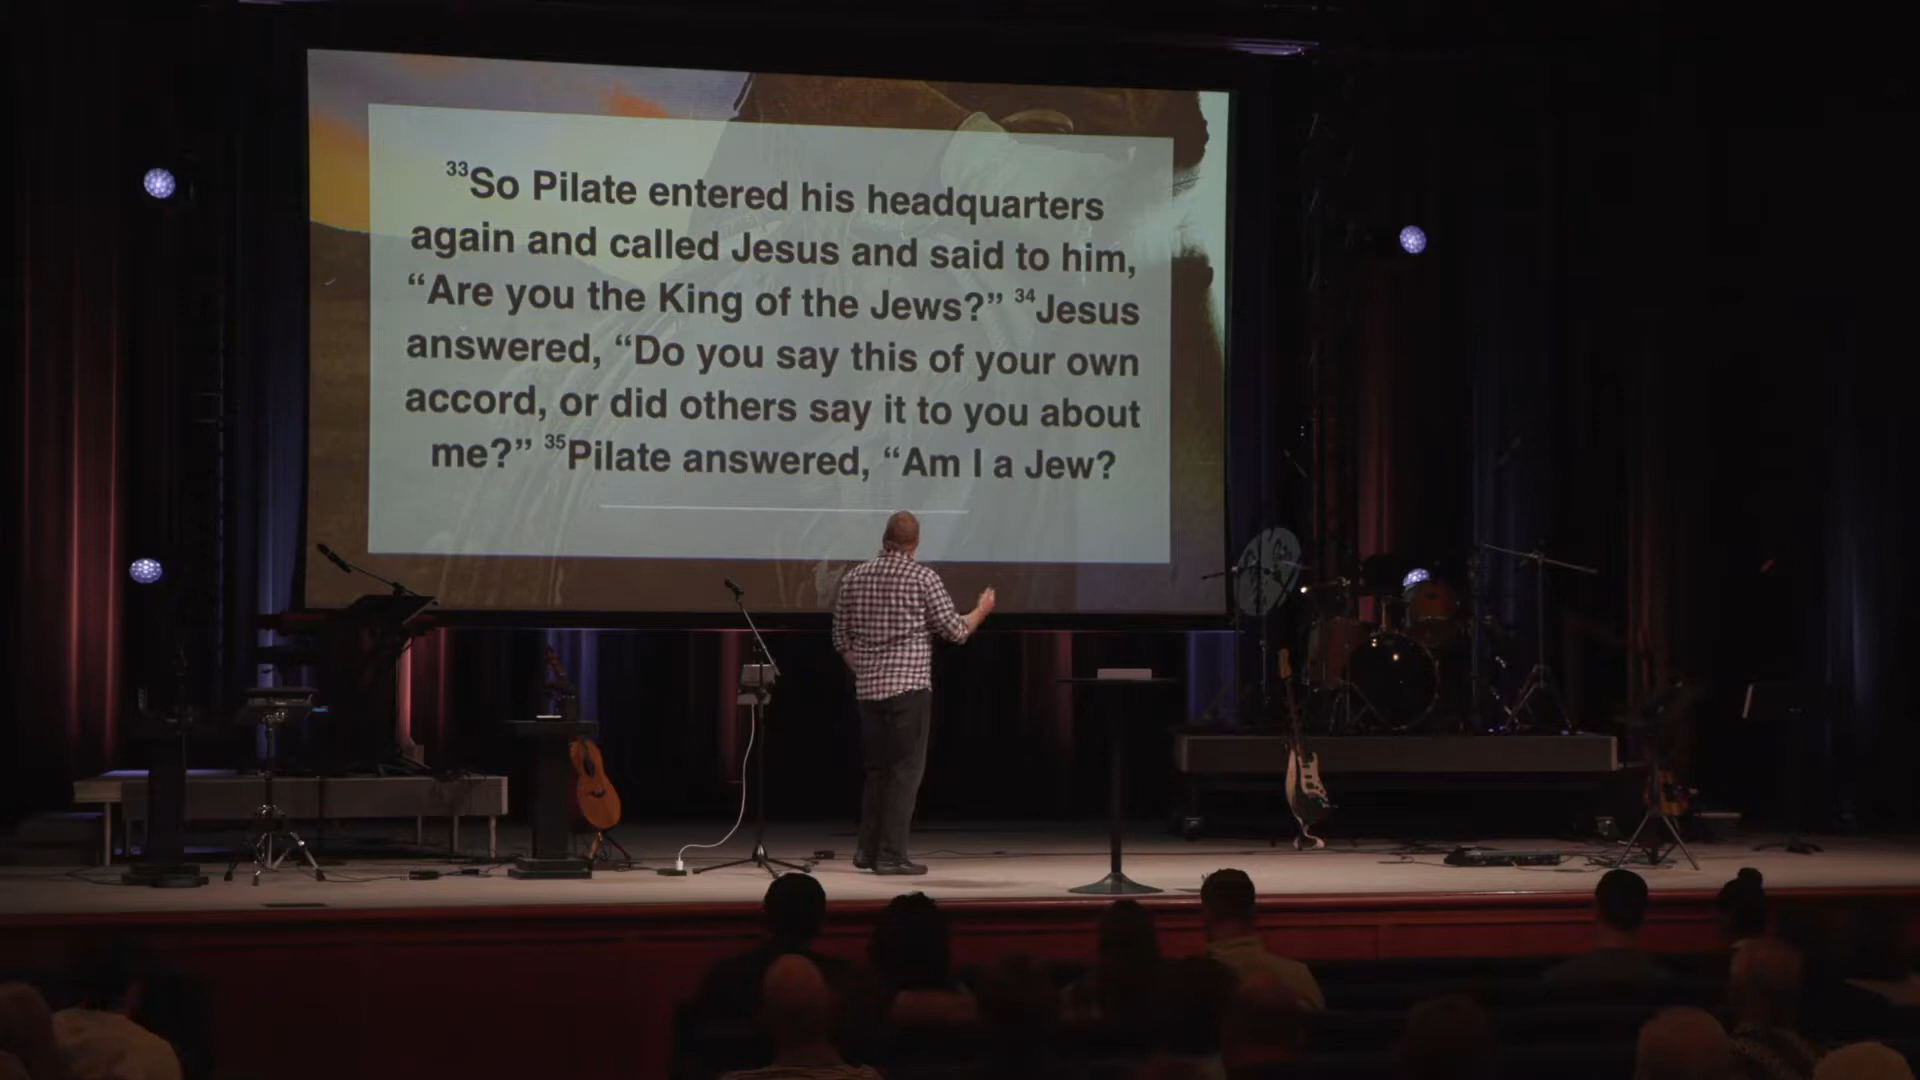 ³³So Pilate entered his headquarters
again and called Jesus and said to him,
“Are you the King of the Jews?” ³⁴Jesus
answered, “Do you say this of your own
accord, or did others say it to you about
me?” ³⁵Pilate answered, “Am I a Jew?